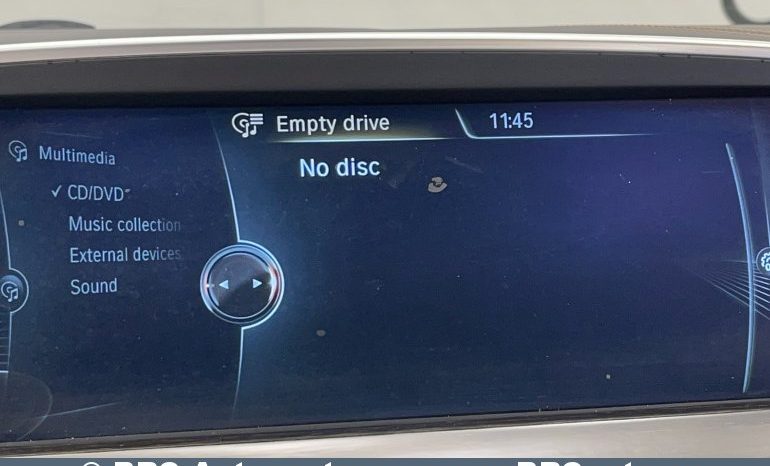 Empty drive
11:45
Multimedia
No disc
✓ CD/DVD
Music collection
External devices
Sound